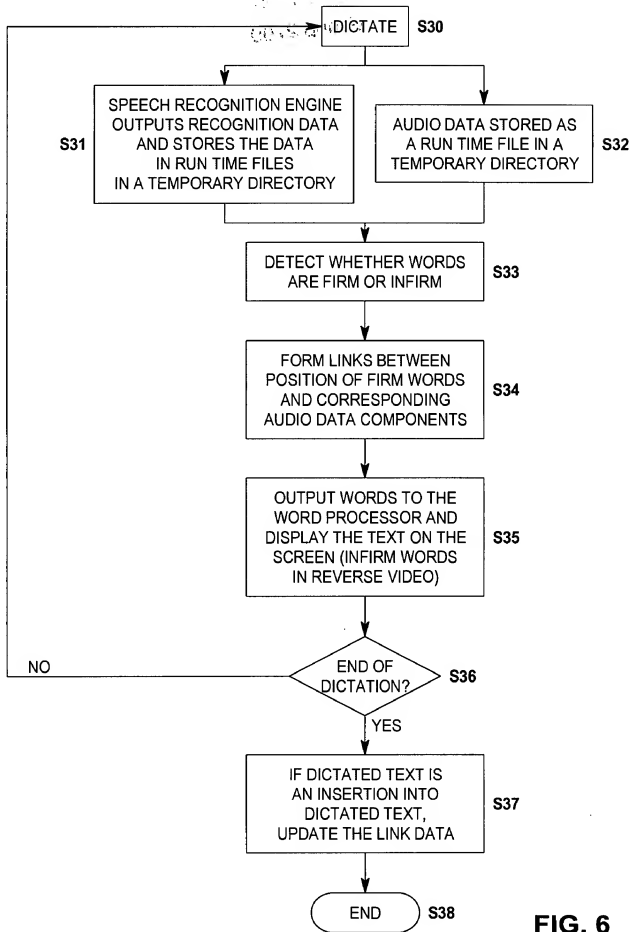 DICTATE
S30
SPEECH RECOGNITION ENGINE
OUTPUTS RECOGNITION DATA
AND STORES THE DATA
IN RUN TIME FILES
IN A TEMPORARY DIRECTORY
S31
AUDIO DATA STORED AS
A RUN TIME FILE IN A
TEMPORARY DIRECTORY
S32
DETECT WHETHER WORDS
ARE FIRM OR INFIRM
S33
FORM LINKS BETWEEN
POSITION OF FIRM WORDS
AND CORRESPONDING
AUDIO DATA COMPONENTS
S34
OUTPUT WORDS TO THE
WORD PROCESSOR AND
DISPLAY THE TEXT ON THE
SCREEN (INFIRM WORDS
IN REVERSE VIDEO)
S35
END OF
DICTATION?
S36
NO
YES
IF DICTATED TEXT IS
AN INSERTION INTO
DICTATED TEXT,
UPDATE THE LINK DATA
S37
END
S38
FIG. 6